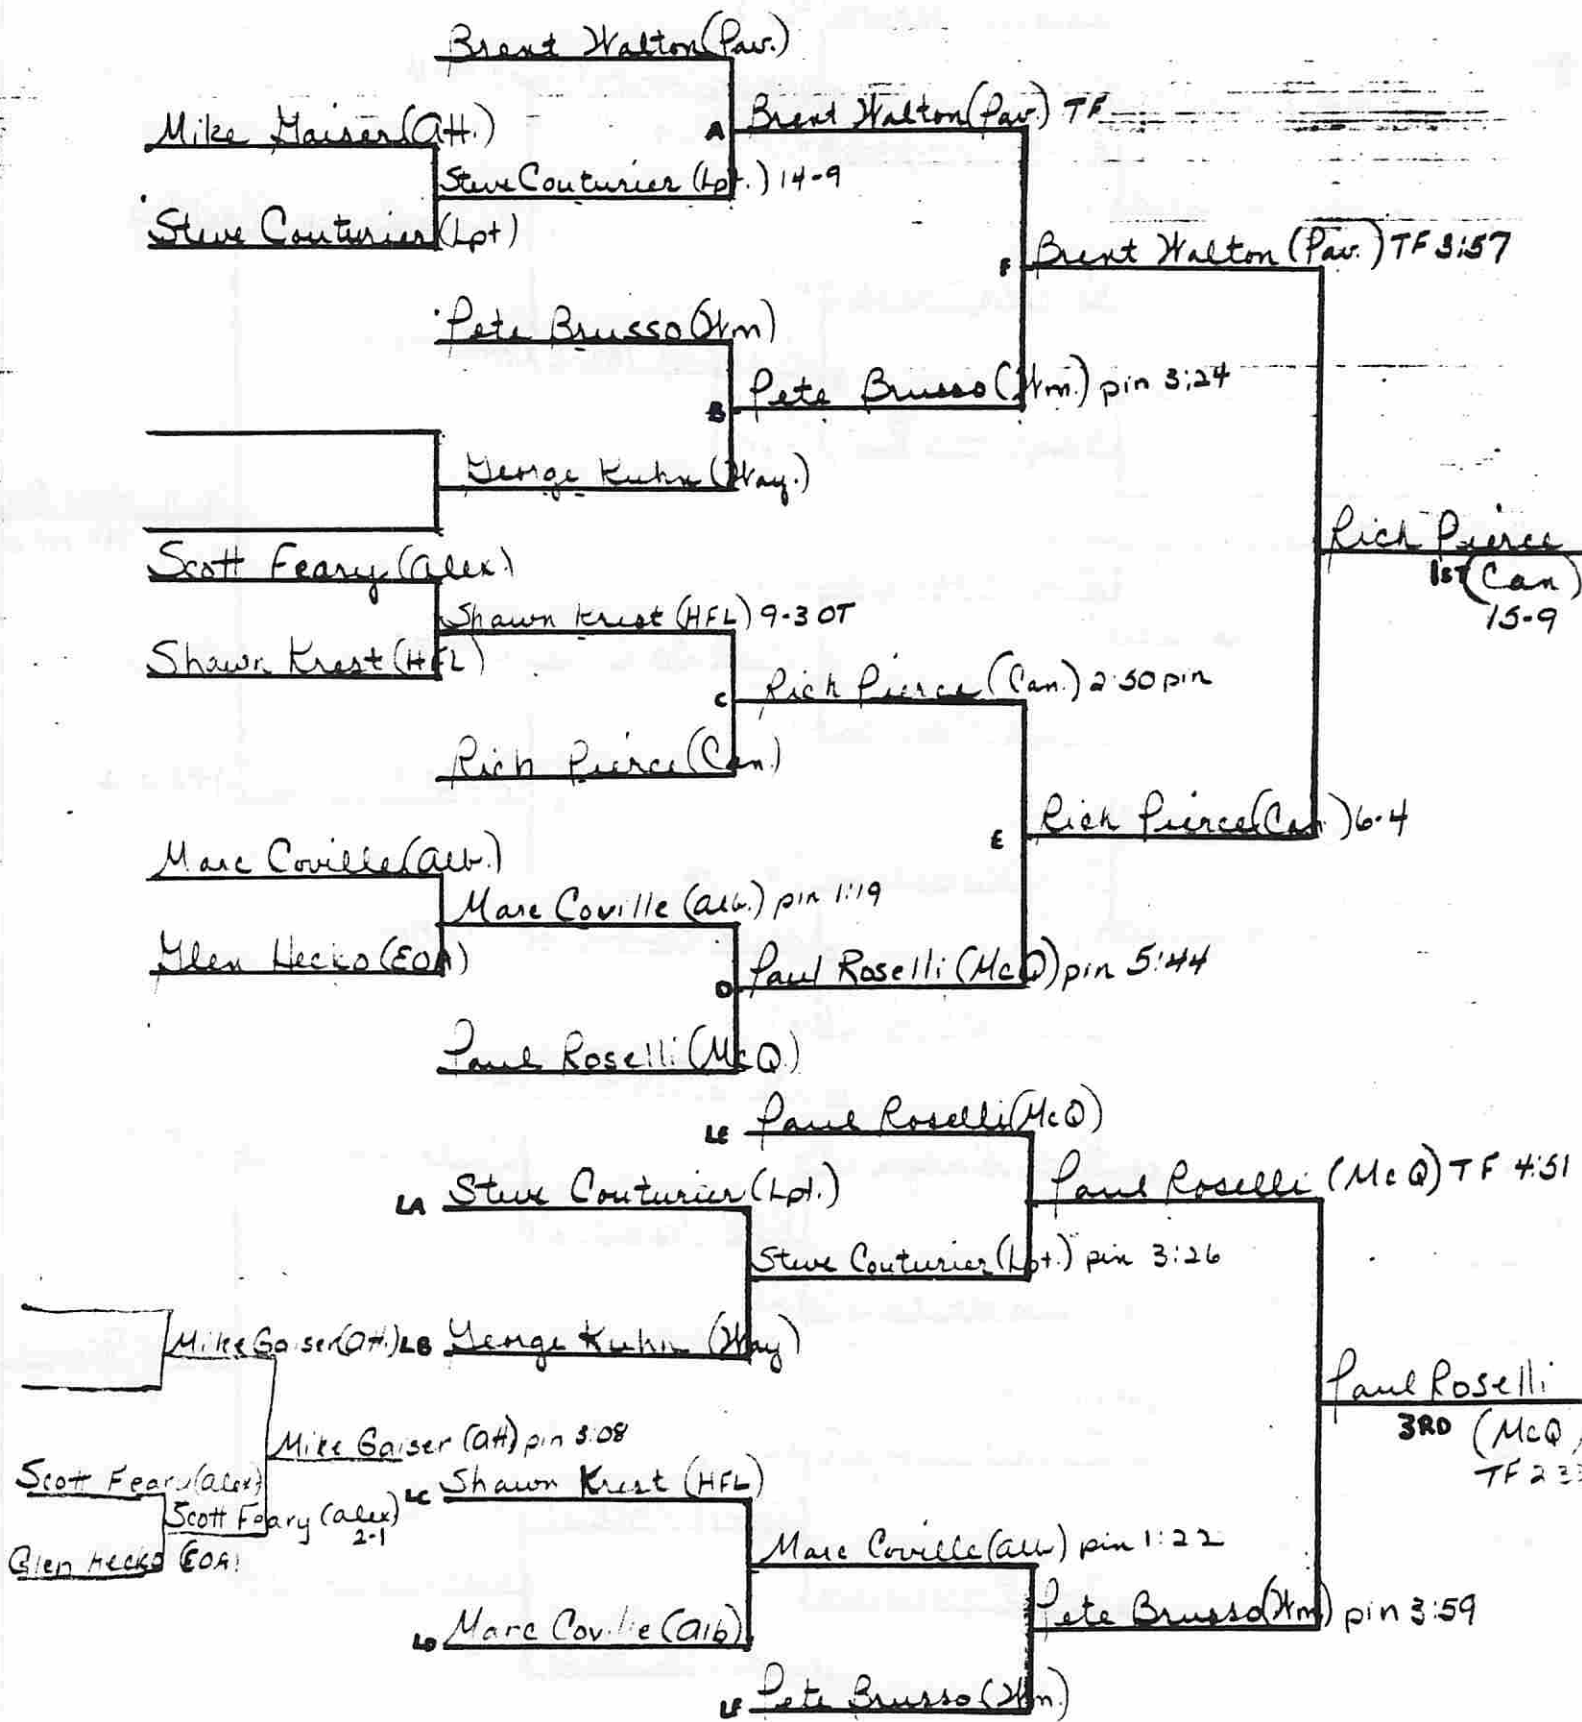 Brent Walton (Pav.)
Mike Gaiser (Att.)
A Brent Walton (Pav.) TF
Steve Couturier (Lpt.) 14-9
Steve Couturier (Lpt)
F Brent Walton (Pav.) TF 3:57
Pete Brusso (Wm)
B Pete Brusso (Wm.) pin 3:24
George Kuhn (Way.)
Rich Pierce
1ST (Can)
15-9
Scott Feary (Alex)
Shawn Krest (HFL) 9-3 OT
Shawn Krest (HFL)
C Rich Pierce (Can.) 2:50 pin
Rich Pierce (Can.)
E Rich Pierce (Can.) 6-4
Marc Coville (Alb.)
Marc Coville (Alb.) pin 1:19
Glen Hecko (EOA)
D Paul Roselli (McQ) pin 5:44
Paul Roselli (McQ.)
LE Paul Roselli (McQ)
Paul Roselli (McQ) TF 4:51
LA Steve Couturier (Lpt.)
Steve Couturier (Lpt.) pin 3:26
Mike Gaiser (Att.) LB George Kuhn (Way)
Paul Roselli
3RD (McQ)
TF 2:33
Mike Gaiser (Att) pin 3:08
Scott Feary (Alex)
LC Shawn Krest (HFL)
Scott Feary (Alex)
2-1
Glen Hecko (EOA)
Marc Coville (Alb) pin 1:22
Pete Brusso (Wm) pin 3:59
LD Marc Coville (Alb)
LF Pete Brusso (Wm.)